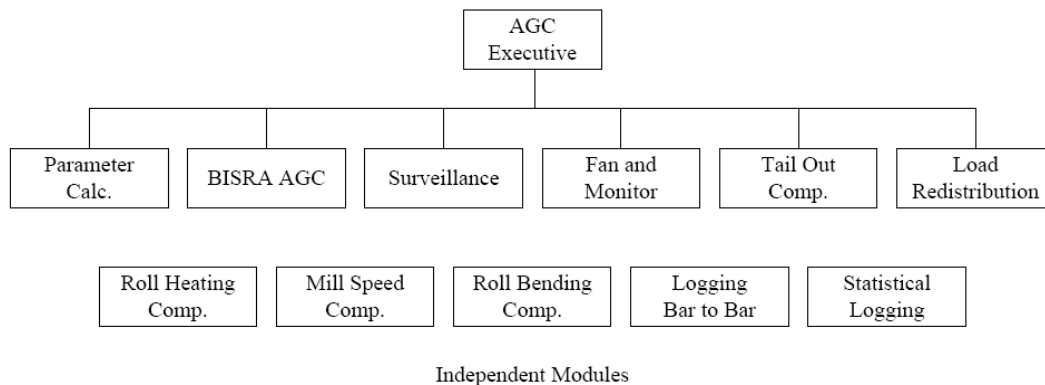 AGC
Executive
Parameter
Calc.
BISRA AGC
Surveillance
Fan and
Monitor
Tail Out
Comp.
Load
Redistribution
Roll Heating
Comp.
Mill Speed
Comp.
Roll Bending
Comp.
Logging
Bar to Bar
Statistical
Logging
Independent Modules